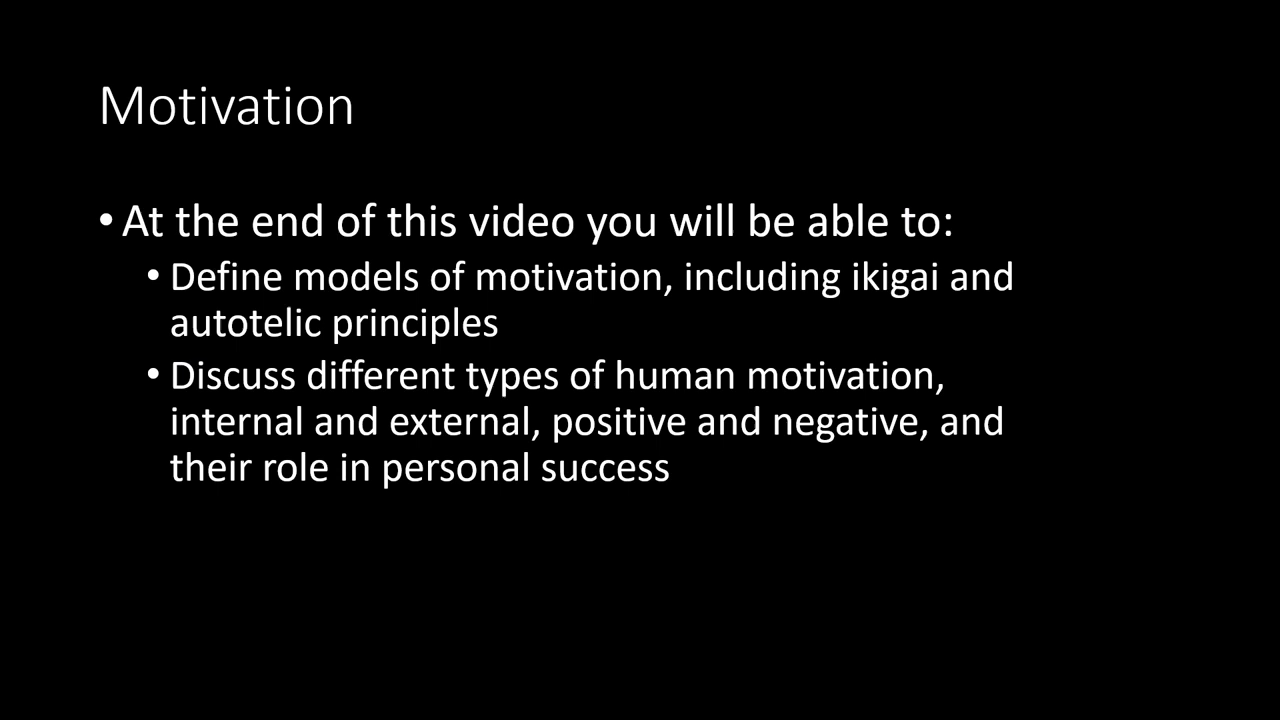 Motivation
• At the end of this video you will be able to:
• Define models of motivation, including ikigai and
autotelic principles
• Discuss different types of human motivation,
internal and external, positive and negative, and
their role in personal success